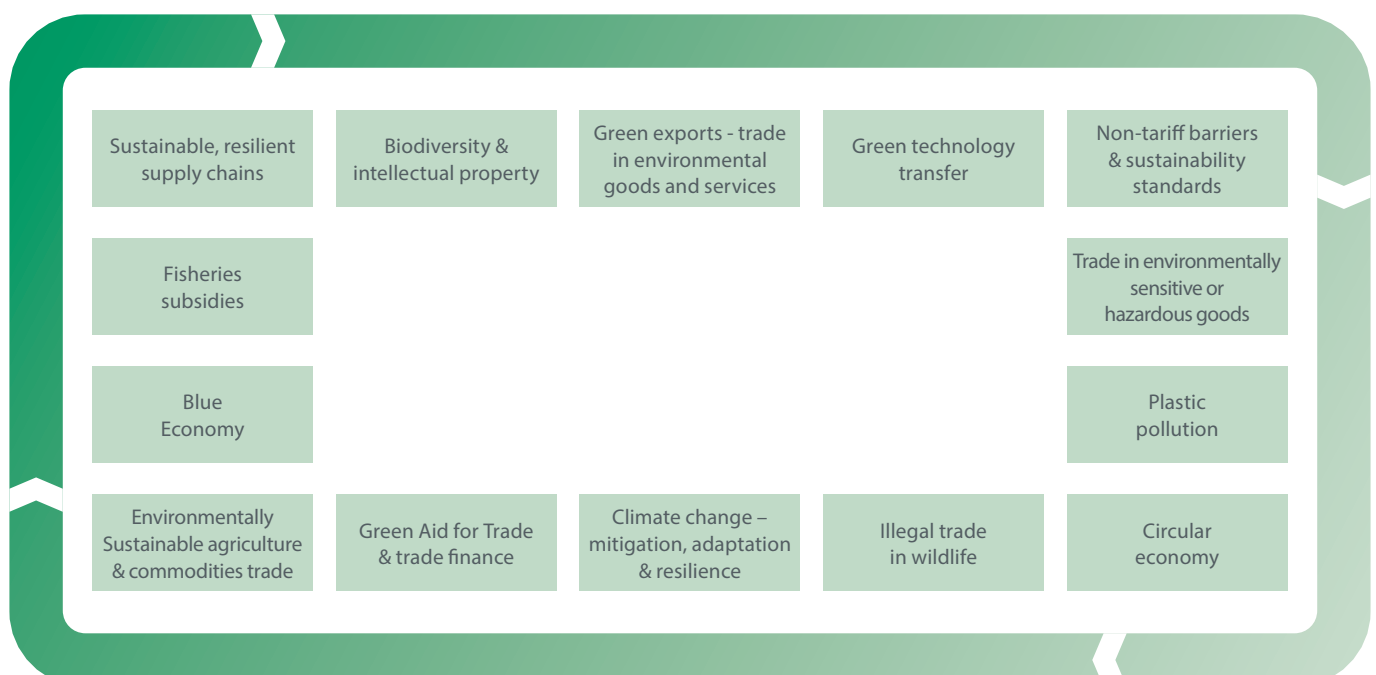 Sustainable, resilient
supply chains
Biodiversity &
intellectual property
Green exports - trade
in environmental
goods and services
Green technology
transfer
Non-tariff barriers
& sustainability
standards
Fisheries
subsidies
Trade in environmentally
sensitive or
hazardous goods
Blue
Economy
Plastic
pollution
Environmentally
Sustainable agriculture
& commodities trade
Green Aid for Trade
& trade finance
Climate change –
mitigation, adaptation
& resilience
Illegal trade
in wildlife
Circular
economy